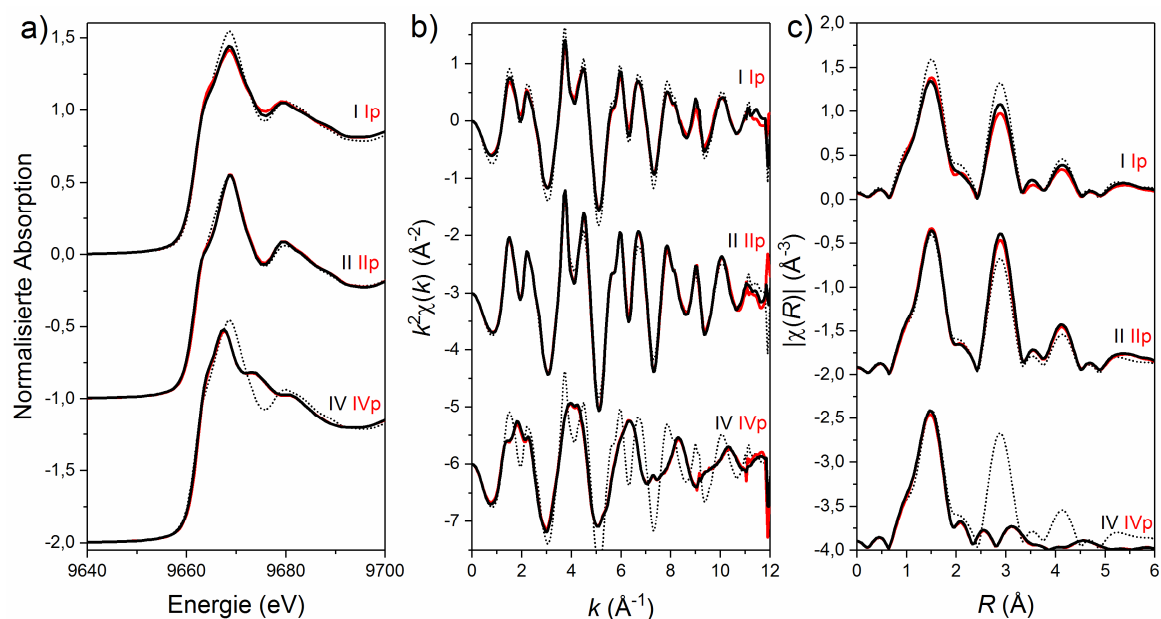 a)
Normalisierte Absorption
1,5
1,0
0,5
0,0
-0,5
-1,0
-1,5
-2,0
I Ip
II IIp
IV IVp
9640 9660 9680 9700
Energie (eV)
b)
k²χ(k) (Å⁻²)
1
0
-1
-2
-3
-4
-5
-6
-7
I Ip
II IIp
IV IVp
0 2 4 6 8 10 12
k (Å⁻¹)
c)
|χ(R)| (Å⁻³)
2,0
1,5
1,0
0,5
0,0
-0,5
-1,0
-1,5
-2,0
-2,5
-3,0
-3,5
-4,0
I Ip
II IIp
IV IVp
0 1 2 3 4 5 6
R (Å)